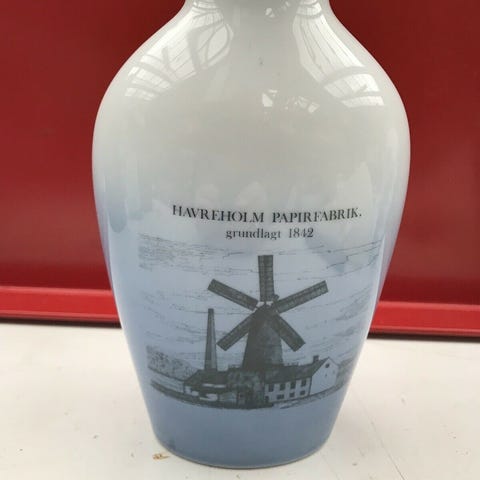 HAVREHOLM PAPIRFABRIK.
grundlagt 1842